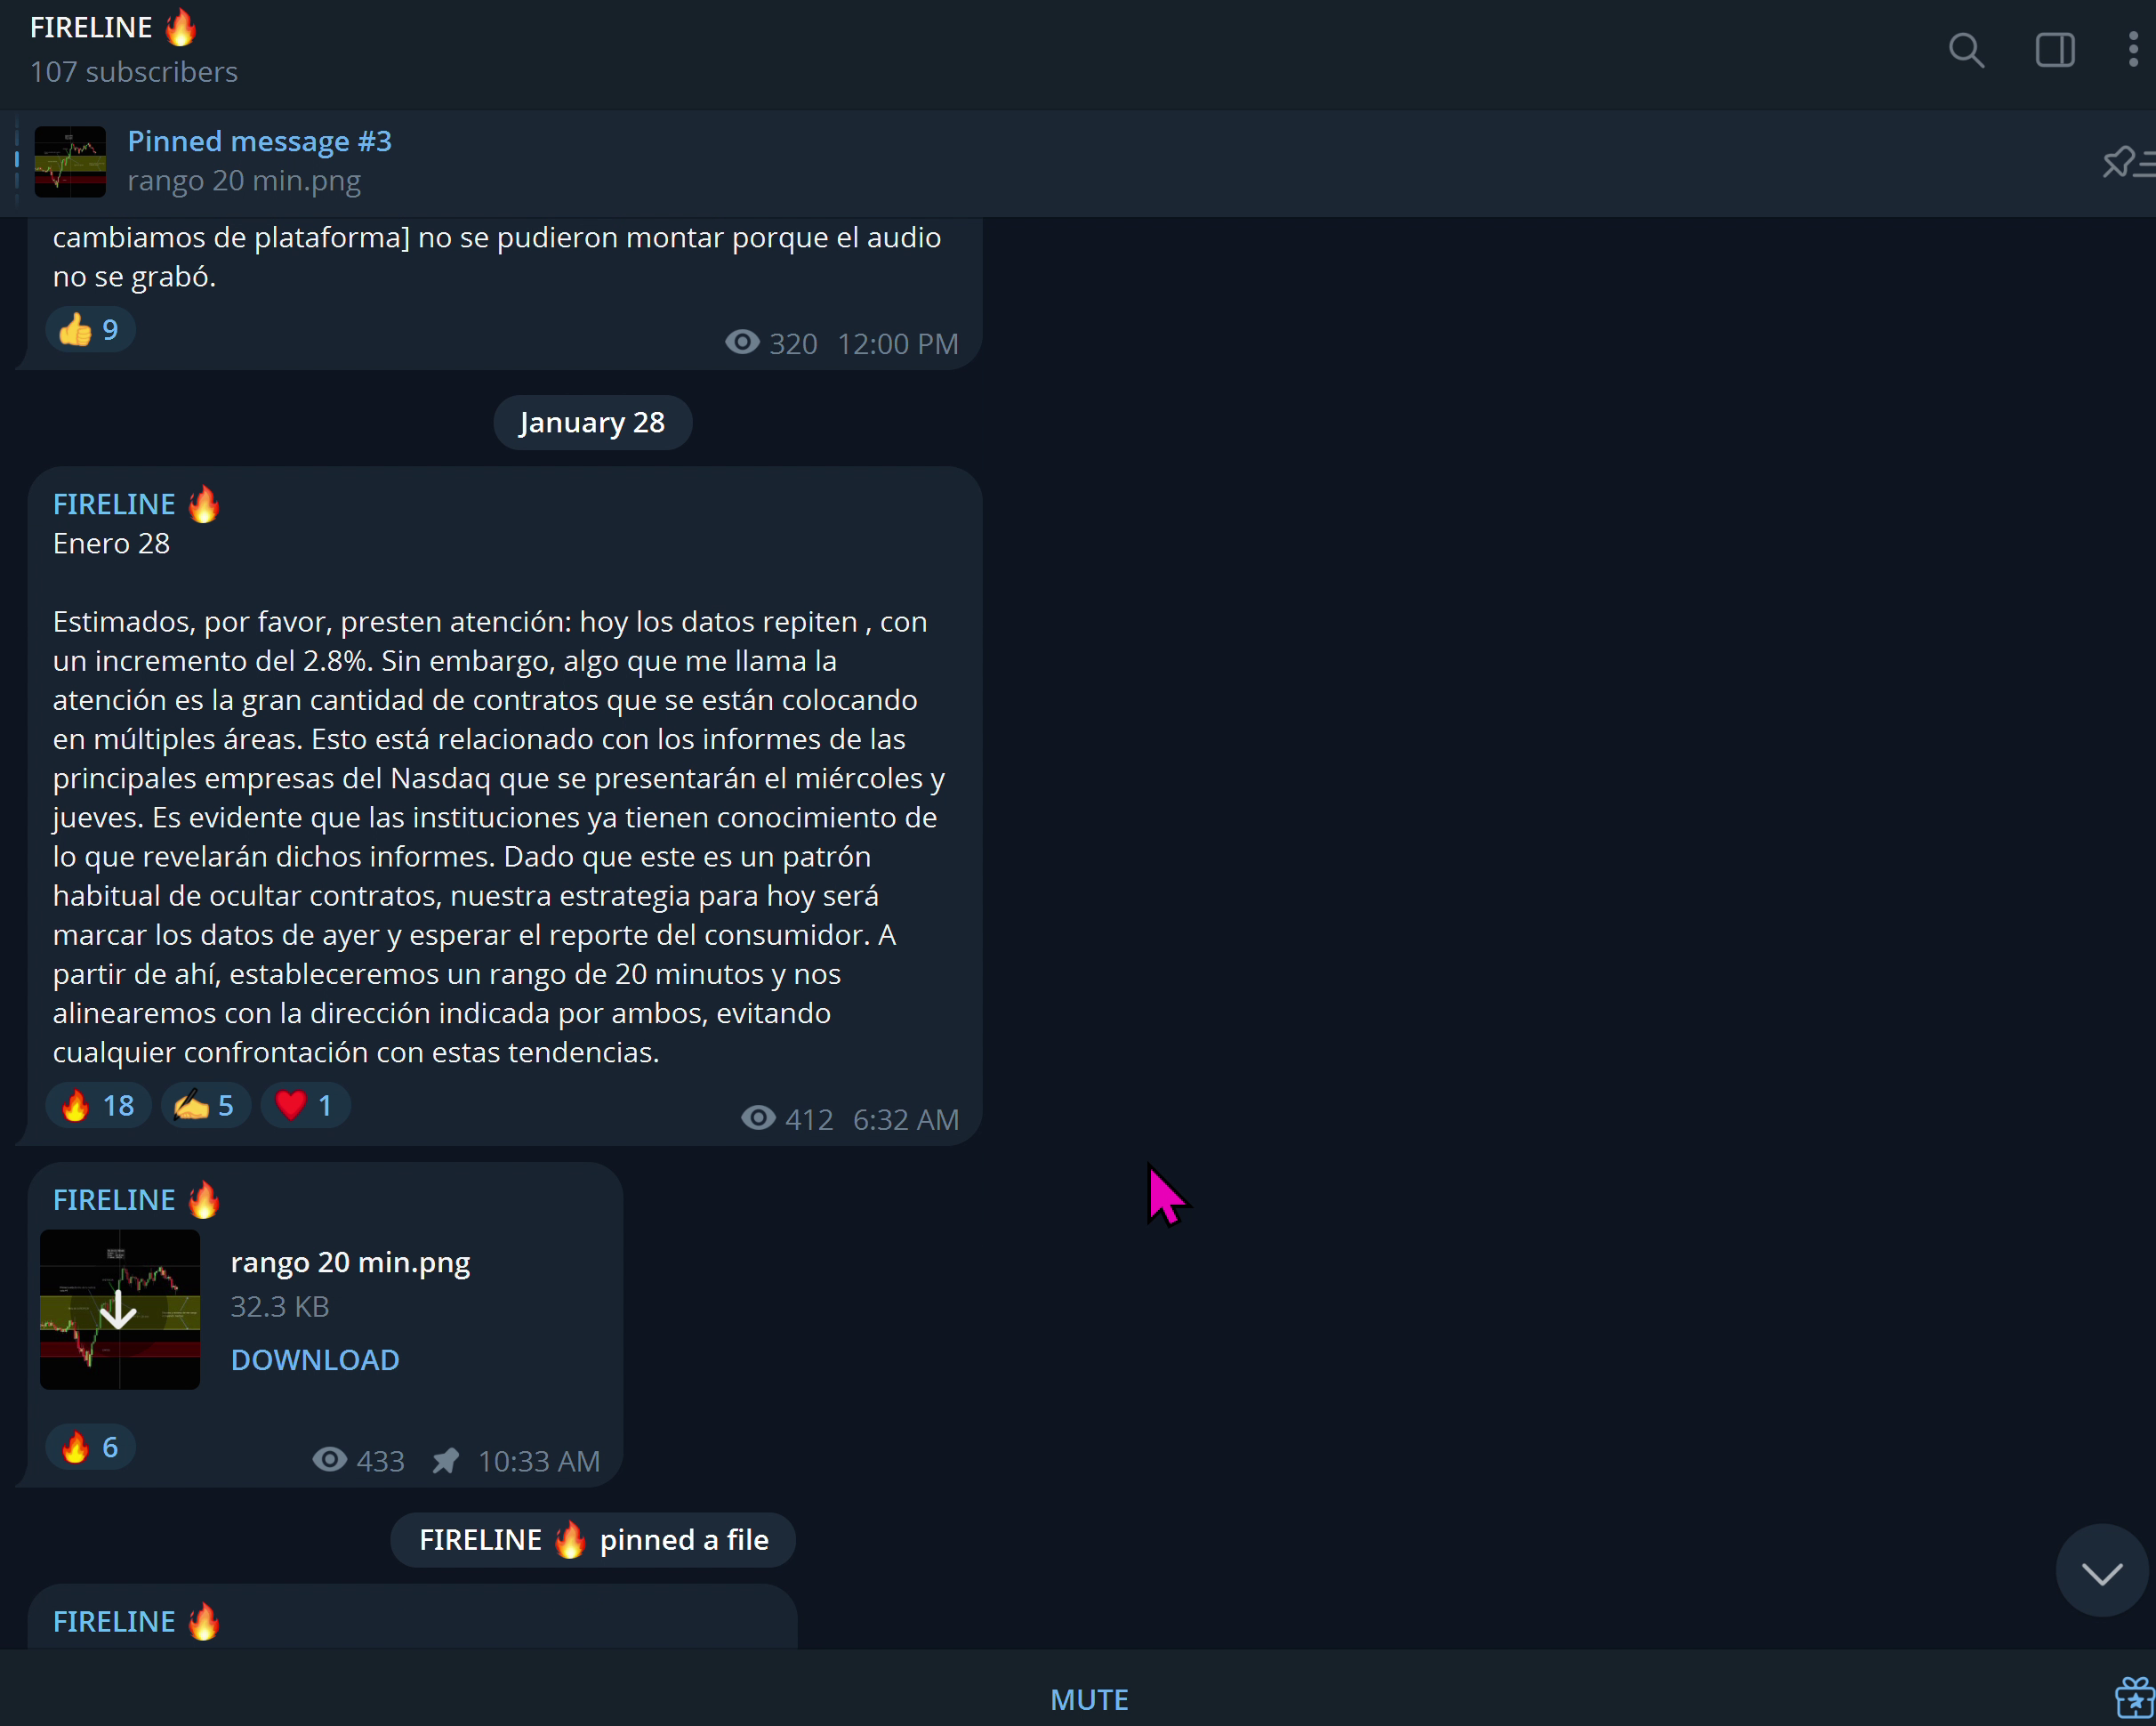 FIRELINE 🔥
107 subscribers
Pinned message #3
rango 20 min.png
cambiamos de plataforma] no se pudieron montar porque el audio
no se grabó.
👍 9
320 12:00 PM
January 28
FIRELINE 🔥
Enero 28
Estimados, por favor, presten atención: hoy los datos repiten , con
un incremento del 2.8%. Sin embargo, algo que me llama la
atención es la gran cantidad de contratos que se están colocando
en múltiples áreas. Esto está relacionado con los informes de las
principales empresas del Nasdaq que se presentarán el miércoles y
jueves. Es evidente que las instituciones ya tienen conocimiento de
lo que revelarán dichos informes. Dado que este es un patrón
habitual de ocultar contratos, nuestra estrategia para hoy será
marcar los datos de ayer y esperar el reporte del consumidor. A
partir de ahí, estableceremos un rango de 20 minutos y nos
alinearemos con la dirección indicada por ambos, evitando
cualquier confrontación con estas tendencias.
🔥 18 ✍️ 5 ❤️ 1
412 6:32 AM
FIRELINE 🔥
rango 20 min.png
32.3 KB
DOWNLOAD
🔥 6
433 10:33 AM
FIRELINE 🔥 pinned a file
FIRELINE 🔥
MUTE